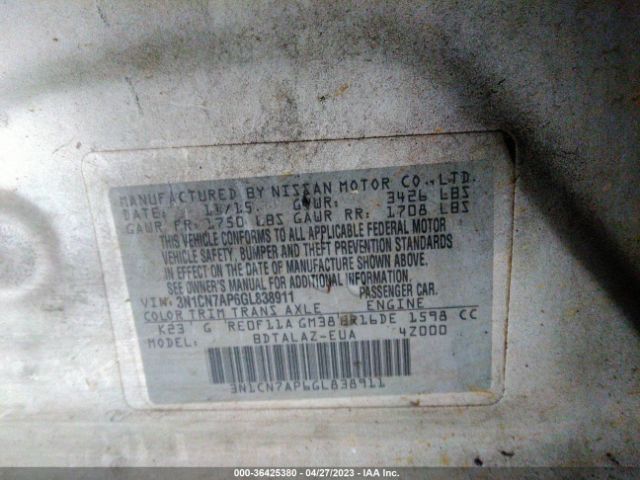 MANUFACTURED BY NISSAN MOTOR CO.,LTD.
DATE: 11/15 GVWR: 3426 LBS
GAWR FR: 1750 LBS GAWR RR: 1708 LBS
THIS VEHICLE CONFORMS TO ALL APPLICABLE FEDERAL MOTOR
VEHICLE SAFETY, BUMPER AND THEFT PREVENTION STANDARDS
IN EFFECT ON THE DATE OF MANUFACTURE SHOWN ABOVE.
SEE OWNER'S MANUAL FOR ADDITIONAL INFORMATION.
VIN: 3N1CN7AP6GL838911 PASSENGER CAR.
COLOR TRIM TRANS AXLE ENGINE
K23 G RE0F11A GM38 HR16DE 1598 CC
MODEL: BDTALAZ-EUA 4Z000
3N1CN7AP6GL838911
000-36425380 - 04/27/2023 - IAA Inc.